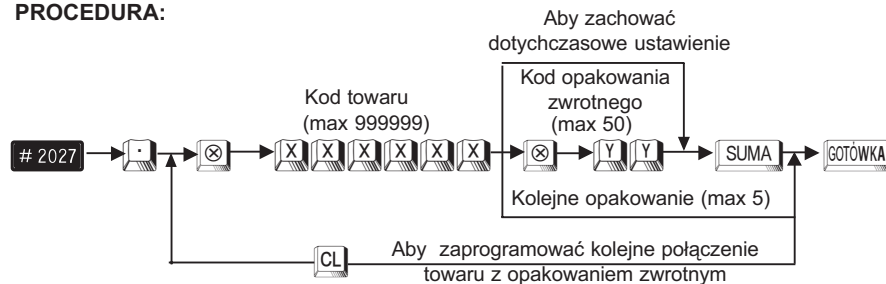 PROCEDURA:
Aby zachować
dotychczasowe ustawienie
Kod towaru
(max 999999)
Kod opakowania
zwrotnego
(max 50)
# 2027 · ⊗ X X X X X X ⊗ Y Y SUMA GOTÓWKA
Kolejne opakowanie (max 5)
CL
Aby zaprogramować kolejne połączenie
towaru z opakowaniem zwrotnym